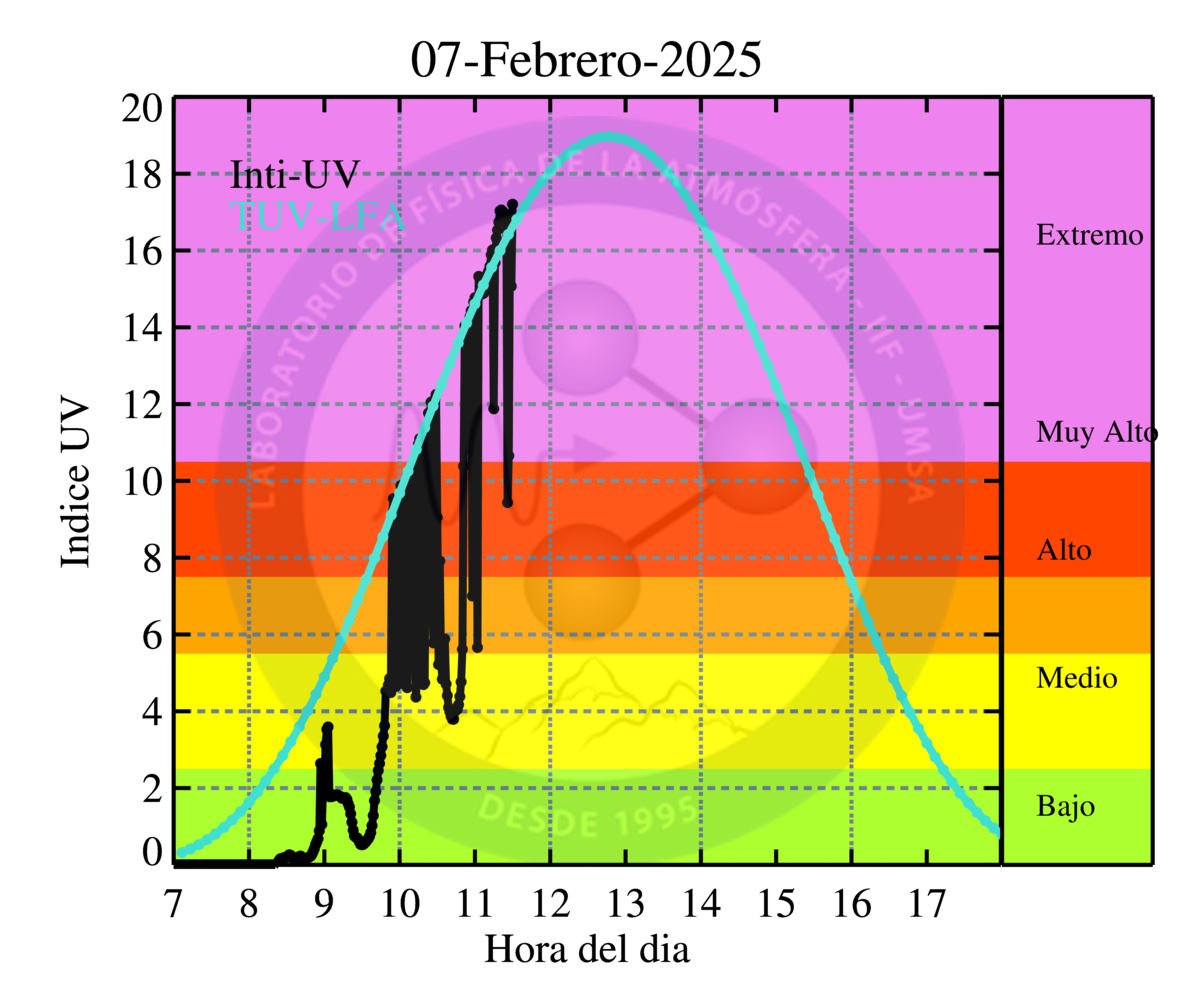 07-Febrero-2025
Indice UV
20
18
16
14
12
10
8
6
4
2
0
Inti-UV
TUV-LFA
LABORATORIO DE FÍSICA DE LA ATMÓSFERA - IIF - UMSA
DESDE 1995
Extremo
Muy Alto
Alto
Medio
Bajo
7 8 9 10 11 12 13 14 15 16 17
Hora del dia